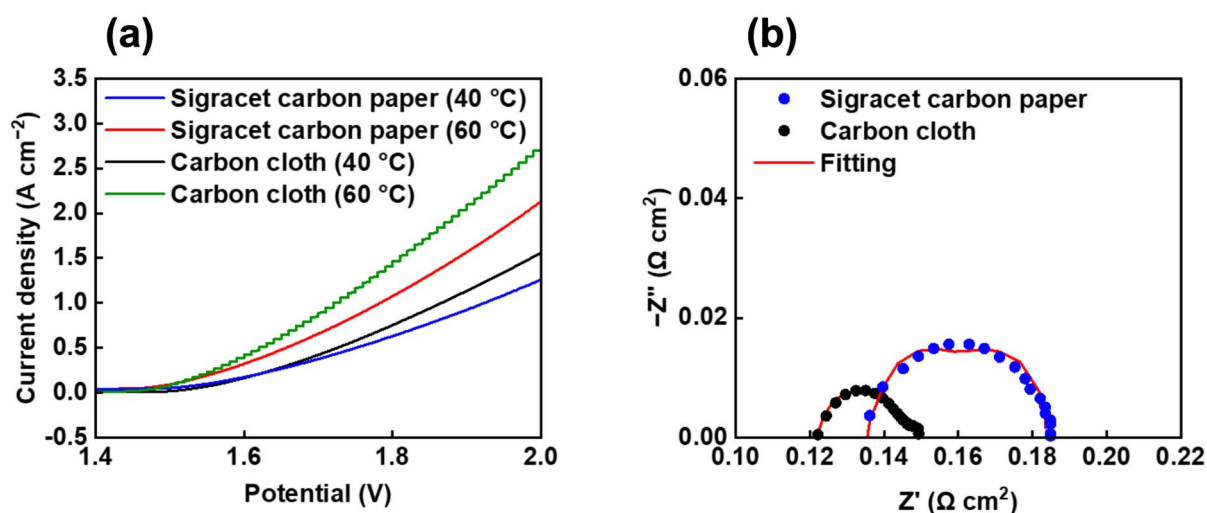 (a)
3.5
3.0
2.5
2.0
1.5
1.0
0.5
0.0
-0.5
Current density (A cm⁻²)
Sigracet carbon paper (40 °C)
Sigracet carbon paper (60 °C)
Carbon cloth (40 °C)
Carbon cloth (60 °C)
1.4 1.6 1.8 2.0
Potential (V)
(b)
0.06
0.04
0.02
0.00
−Z'' (Ω cm²)
Sigracet carbon paper
Carbon cloth
Fitting
0.10 0.12 0.14 0.16 0.18 0.20 0.22
Z' (Ω cm²)